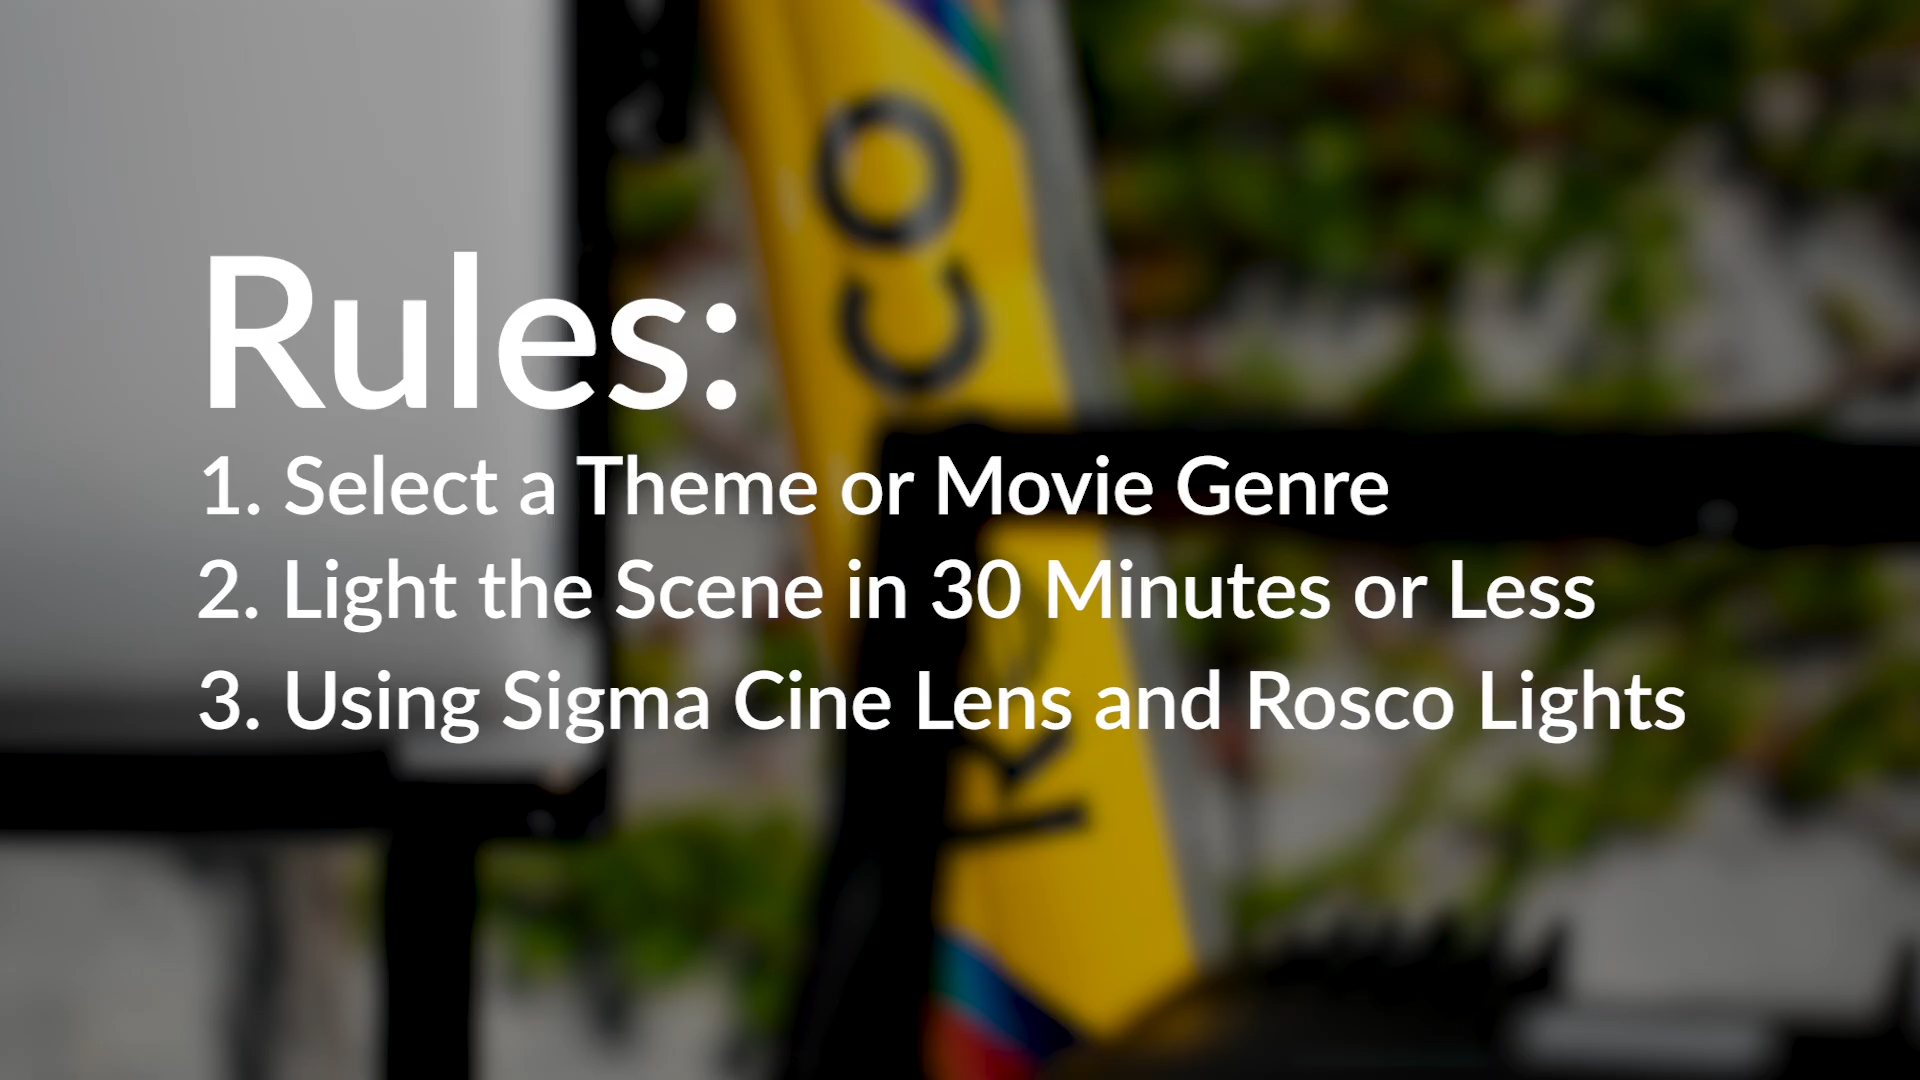 Rules:
1. Select a Theme or Movie Genre
2. Light the Scene in 30 Minutes or Less
3. Using Sigma Cine Lens and Rosco Lights